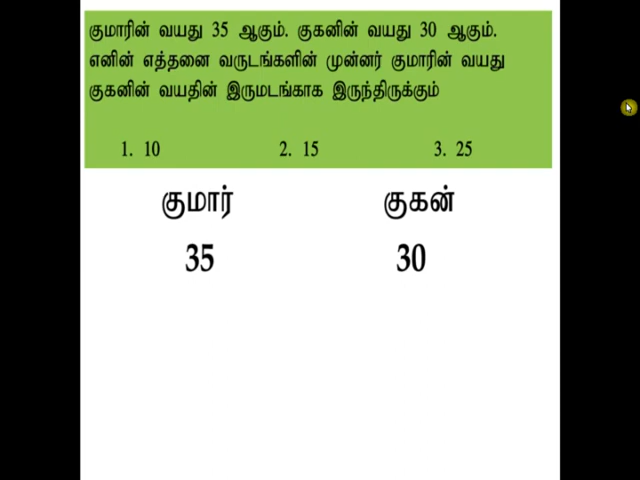 குமாரின் வயது 35 ஆகும். குகனின் வயது 30 ஆகும்.
எனின் எத்தனை வருடங்களின் முன்னர் குமாரின் வயது
குகனின் வயதின் இருமடங்காக இருந்திருக்கும்
1. 10 2. 15 3. 25
குமார் குகன்
35 30